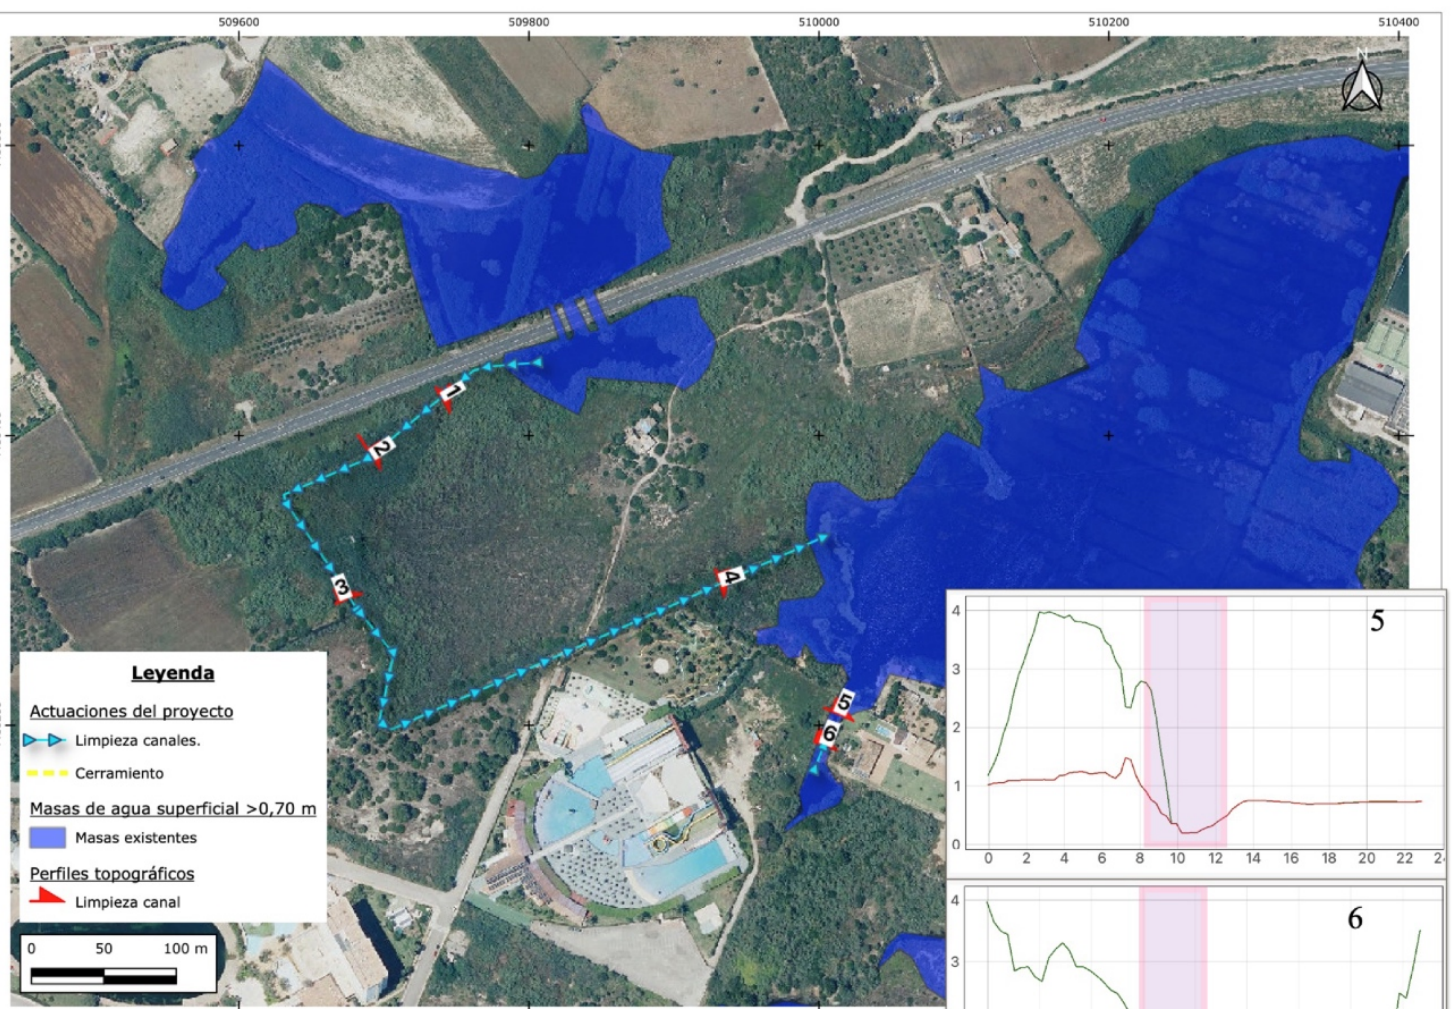 509600 509800 510000 510200 510400
N
1
2
3
4
5
6
Leyenda
Actuaciones del proyecto
Limpieza canales.
Cerramiento
Masas de agua superficial >0,70 m
Masas existentes
Perfiles topográficos
Limpieza canal
0 50 100 m
5
4
3
2
1
0
0 2 4 6 8 10 12 14 16 18 20 22
6
4
3